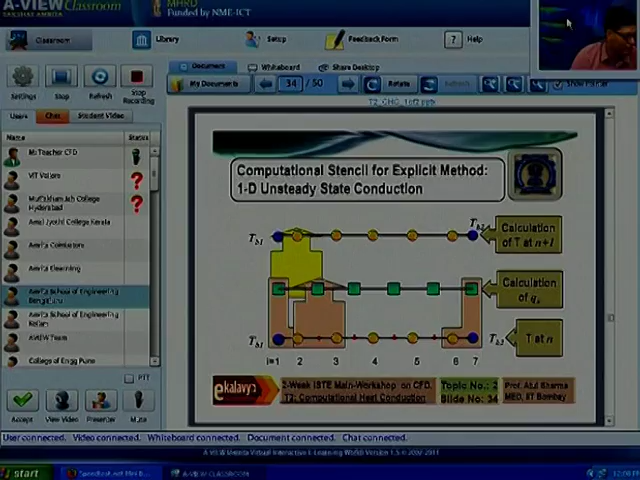 A-VIEW Classroom
MHRD
Funded by NME-ICT
Classroom
Library
Setup
Feedback Form
? Help
Document
Whiteboard
Share Desktop
Settings
Stop
Refresh
Stop Recording
My Documents
34 / 50
Rotate
Refresh
Users
Chat
Student Video
Name
Status
VIT Vellore
Hyderabad
Amal Jyothi College Kerala
Amrita Coimbatore
Amrita Elearning
Amrita School of Engineering
Bengaluru
Amrita School of Engineering
Kollam
AVIEW Team
College of Engg Pune
PTT
Accept
View Video
Presenter
Mute
Computational Stencil for Explicit Method:
1-D Unsteady State Conduction
Calculation
of T at n+1
Calculation
of qx
T at n
i=1 2 3 4 5 6 7
ekalavya
2-Week ISTE Main-Workshop on CFD.
T2: Computational Heat Conduction
Topic No.: 2
Slide No.: 34
Prof. Atul Sharma
MED, IIT Bombay
User connected. Video connected. Whiteboard connected. Document connected. Chat connected.
start
A-VIEW CLASSROOM